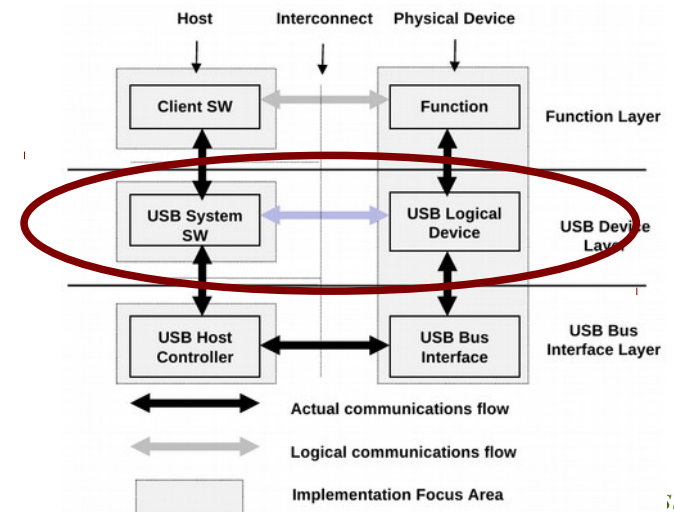 Host Interconnect Physical Device
Client SW
Function
Function Layer
USB System
SW
USB Logical
Device
USB Device
Layer
USB Host
Controller
USB Bus
Interface
USB Bus
Interface Layer
Actual communications flow
Logical communications flow
Implementation Focus Area